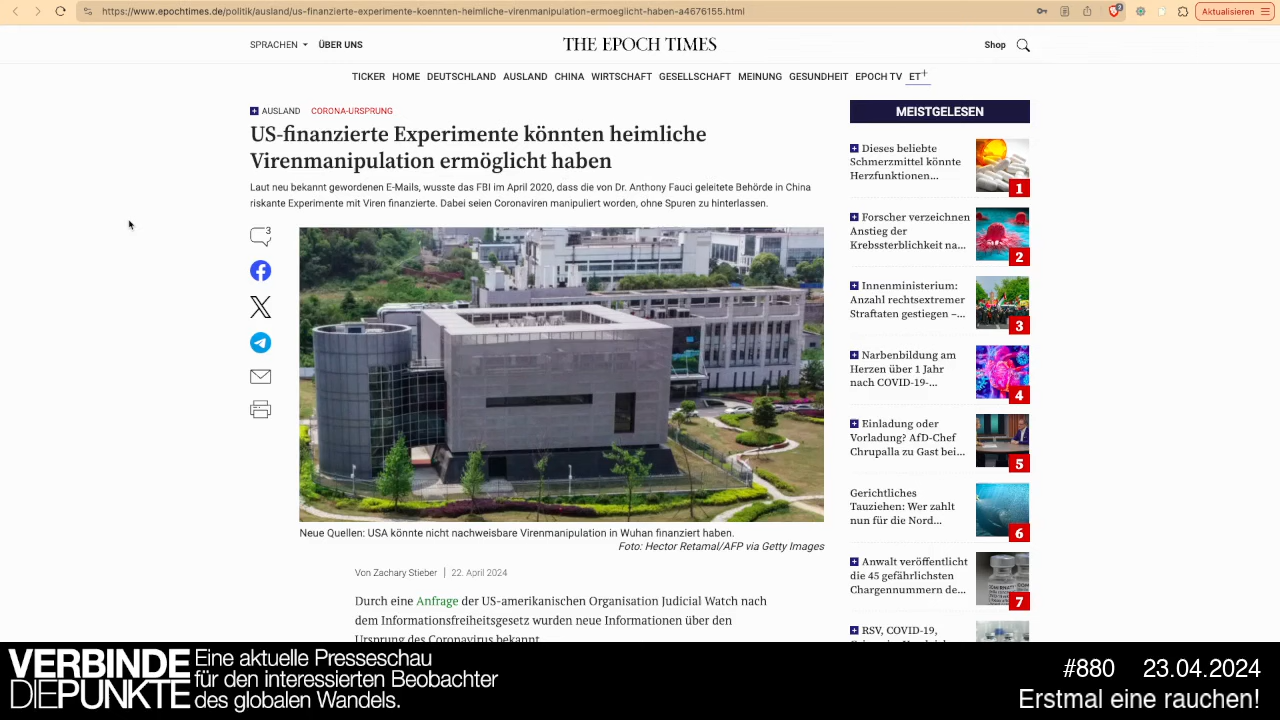 https://www.epochtimes.de/politik/ausland/us-finanzierte-experimente-koennten-heimliche-virenmanipulation-ermoeglicht-haben-a4676155.html
Aktualisieren
SPRACHEN
ÜBER UNS
THE EPOCH TIMES
Shop
TICKER HOME DEUTSCHLAND AUSLAND CHINA WIRTSCHAFT GESELLSCHAFT MEINUNG GESUNDHEIT EPOCH TV ET+
AUSLAND CORONA-URSPRUNG
US-finanzierte Experimente könnten heimliche
Virenmanipulation ermöglicht haben
Laut neu bekannt gewordenen E-Mails, wusste das FBI im April 2020, dass die von Dr. Anthony Fauci geleitete Behörde in China
riskante Experimente mit Viren finanzierte. Dabei seien Coronaviren manipuliert worden, ohne Spuren zu hinterlassen.
Neue Quellen: USA könnte nicht nachweisbare Virenmanipulation in Wuhan finanziert haben.
Foto: Hector Retamal/AFP via Getty Images
Von Zachary Stieber | 22. April 2024
Durch eine Anfrage der US-amerikanischen Organisation Judicial Watch nach
dem Informationsfreiheitsgesetz wurden neue Informationen über den
Ursprung des Coronavirus bekannt
MEISTGELESEN
Dieses beliebte
Schmerzmittel könnte
Herzfunktionen...
1
Forscher verzeichnen
Anstieg der
Krebssterblichkeit na...
2
Innenministerium:
Anzahl rechtsextremer
Straftaten gestiegen –...
3
Narbenbildung am
Herzen über 1 Jahr
nach COVID-19-...
4
Einladung oder
Vorladung? AfD-Chef
Chrupalla zu Gast bei...
5
Gerichtliches
Tauziehen: Wer zahlt
nun für die Nord...
6
Anwalt veröffentlicht
die 45 gefährlichsten
Chargennummern de...
7
RSV, COVID-19,
VERBINDE
DIEPUNKTE
Eine aktuelle Presseschau
für den interessierten Beobachter
des globalen Wandels.
#880 23.04.2024
Erstmal eine rauchen!